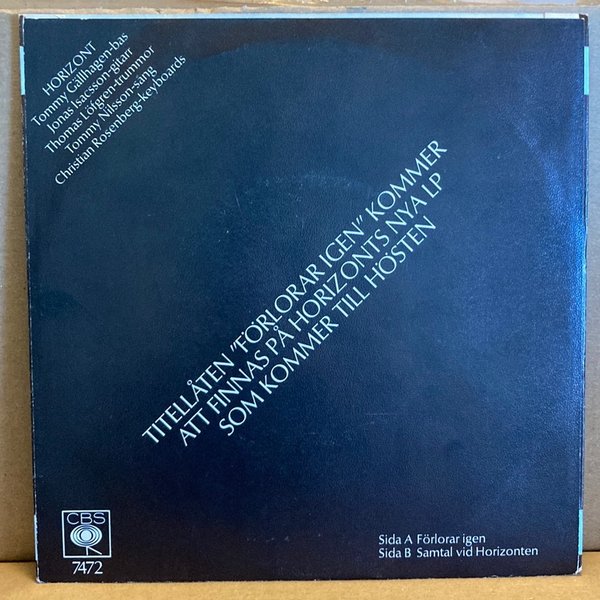 HORIZONT
Tommy Gällhagen-bas
Jonas Isacsson-gitarr
Thomas Löfgren-trummor
Tommy Nilsson-sång
Christian Rosenberg-keyboards
TITELLÅTEN "FÖRLORAR IGEN" KOMMER
ATT FINNAS PÅ HORIZONTS NYA LP
SOM KOMMER TILL HÖSTEN
CBS
7472
Sida A Förlorar igen
Sida B Samtal vid Horizonten